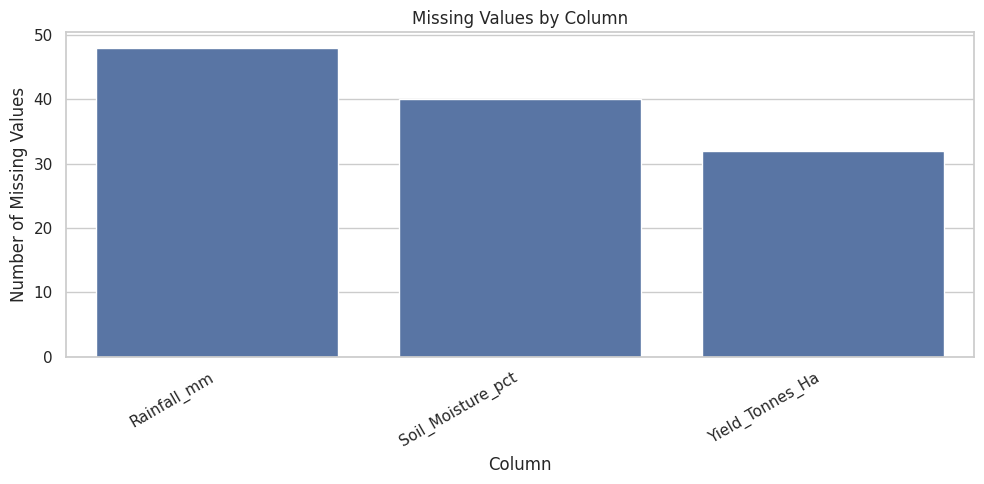 Missing Values by Column
Number of Missing Values
50
40
30
20
10
0
Rainfall_mm
Soil_Moisture_pct
Yield_Tonnes_Ha
Column